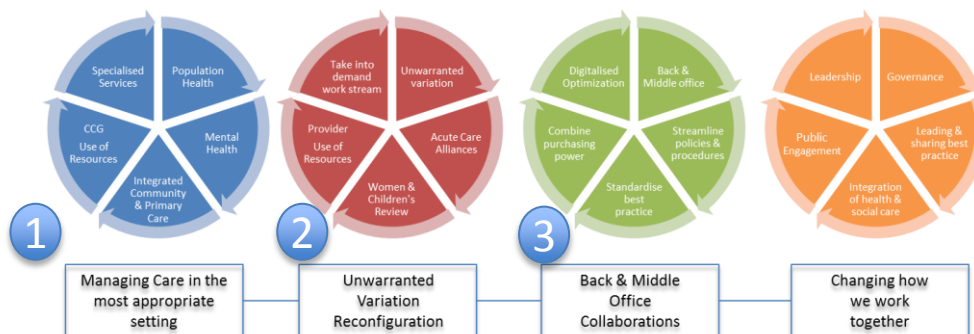 Specialised
Services
Population
Health
CCG
Use of
Resources
Mental
Health
Integrated
Community
& Primary
Care
1
Take into
demand
work stream
Unwarranted
variation
Provider
Use of
Resources
Acute Care
Alliances
Women &
Children's
Review
2
Digitalised
Optimization
Back &
Middle office
Combine
purchasing
power
Streamline
policies &
procedures
Standardise
best
practice
3
Leadership
Governance
Public
Engagement
Leading &
sharing best
practice
Integration
of health &
social care
Managing Care in the
most appropriate
setting
Unwarranted
Variation
Reconfiguration
Back & Middle
Office
Collaborations
Changing how
we work
together